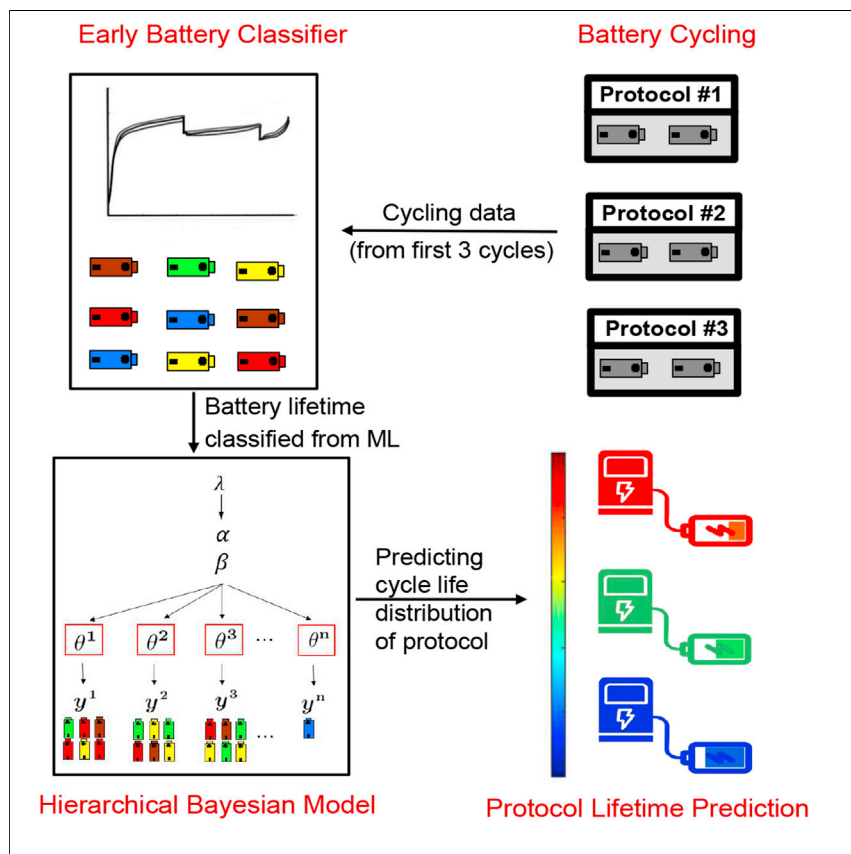 Early Battery Classifier
Battery Cycling
Protocol #1
Protocol #2
Protocol #3
Cycling data
(from first 3 cycles)
Battery lifetime
classified from ML
λ
α
β
θ¹ θ² θ³ ... θⁿ
y¹ y² y³ yⁿ
...
Predicting
cycle life
distribution
of protocol
Hierarchical Bayesian Model
Protocol Lifetime Prediction